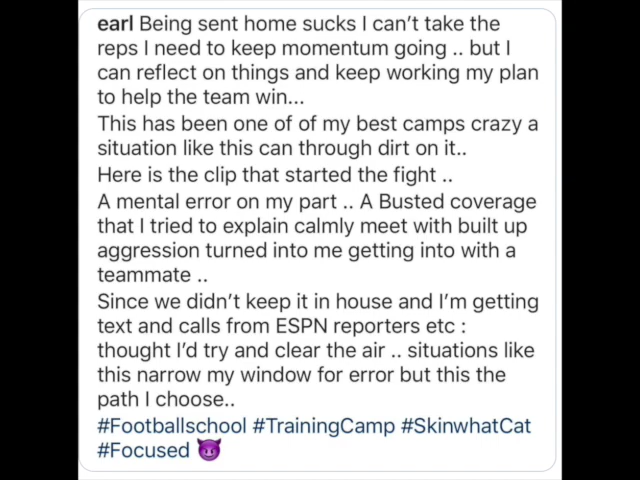 earl Being sent home sucks I can't take the
reps I need to keep momentum going .. but I
can reflect on things and keep working my plan
to help the team win...
This has been one of of my best camps crazy a
situation like this can through dirt on it..
Here is the clip that started the fight ..
A mental error on my part .. A Busted coverage
that I tried to explain calmly meet with built up
aggression turned into me getting into with a
teammate ..
Since we didn't keep it in house and I'm getting
text and calls from ESPN reporters etc :
thought I'd try and clear the air .. situations like
this narrow my window for error but this the
path I choose..
#Footballschool #TrainingCamp #SkinwhatCat
#Focused 😈